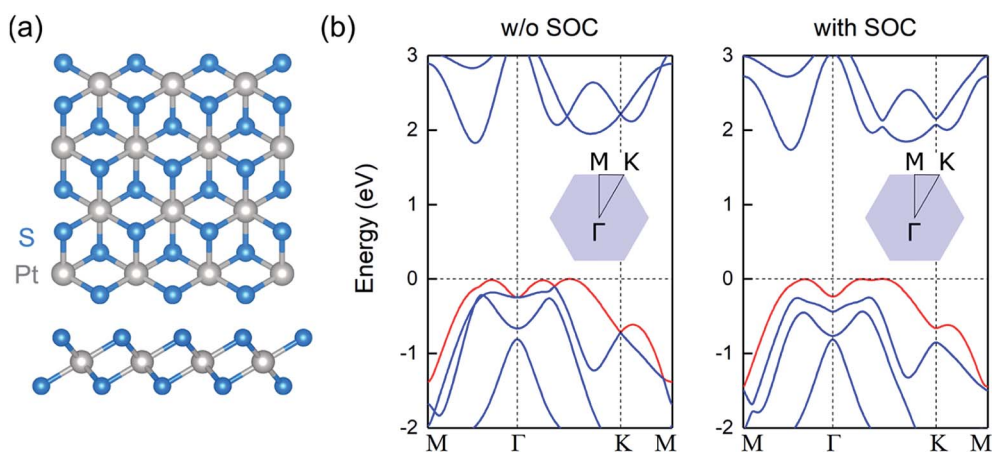 (a)
S
Pt
(b)
w/o SOC
with SOC
Energy (eV)
3
2
1
0
-1
-2
M
K
Γ
M
Γ
K
M
3
2
1
0
-1
-2
M
K
Γ
M
Γ
K
M